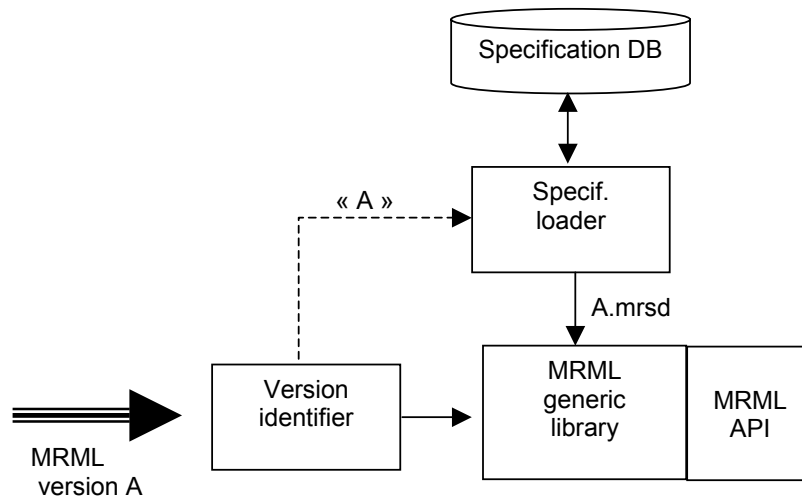 Specification DB
Specif.
loader
« A »
A.mrsd
Version
identifier
MRML
generic
library
MRML
API
MRML
version A